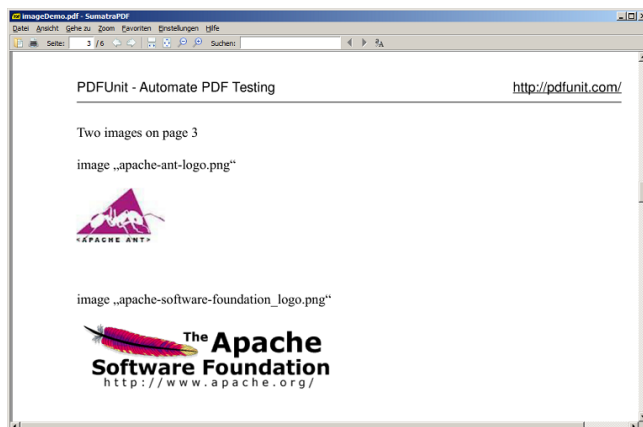 imageDemo.pdf - SumatraPDF
Datei Ansicht Gehe zu Zoom Favoriten Einstellungen Hilfe
Seite: 3 / 6 Suchen:
PDFUnit - Automate PDF Testing http://pdfunit.com/
Two images on page 3
image „apache-ant-logo.png“
<APACHE ANT>
image „apache-software-foundation_logo.png“
The Apache
Software Foundation
http://www.apache.org/